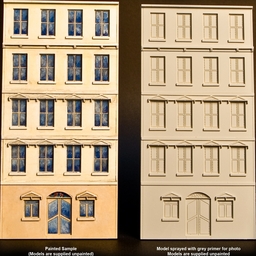 Painted Sample
(Models are supplied unpainted)
Model sprayed with grey primer for photo
Models are supplied unpainted